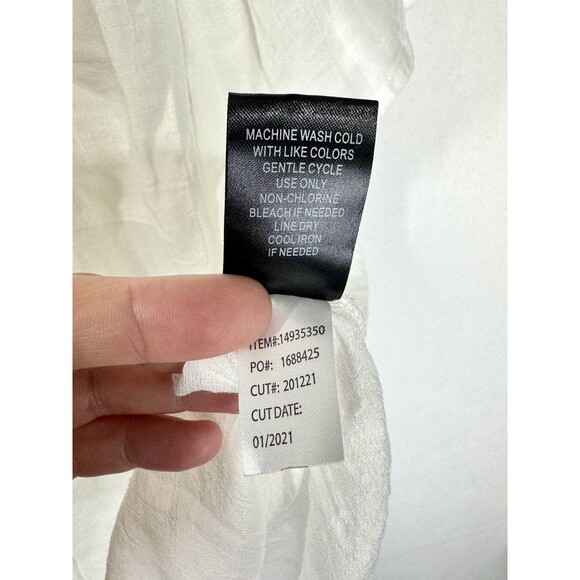 MACHINE WASH COLD
WITH LIKE COLORS
GENTLE CYCLE
USE ONLY
NON-CHLORINE
BLEACH IF NEEDED
LINE DRY
COOL IRON
IF NEEDED
ITEM#:14935350
PO#: 1688425
CUT#: 201221
CUT DATE:
01/2021